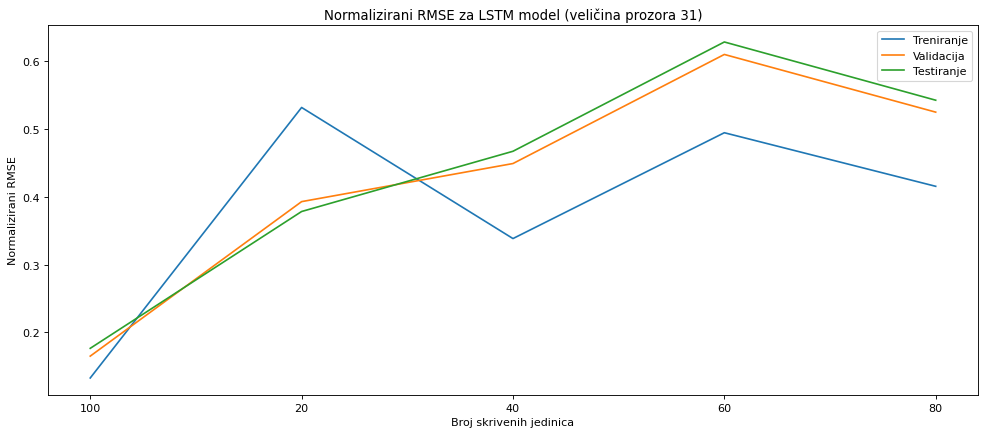 Normalizirani RMSE za LSTM model (veličina prozora 31)
Treniranje
Validacija
Testiranje
Normalizirani RMSE
0.6
0.5
0.4
0.3
0.2
100
20
40
60
80
Broj skrivenih jedinica